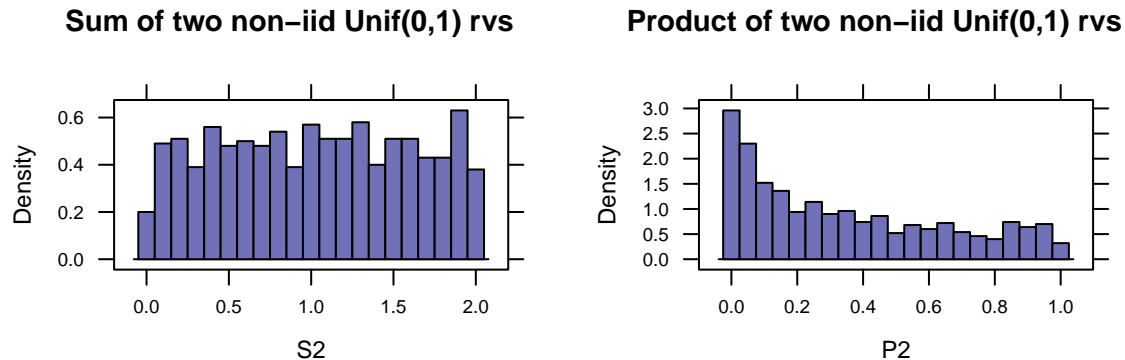 Sum of two non−iid Unif(0,1) rvs
Density
0.6
0.4
0.2
0.0
0.0 0.5 1.0 1.5 2.0
S2
Product of two non−iid Unif(0,1) rvs
Density
3.0
2.5
2.0
1.5
1.0
0.5
0.0
0.0 0.2 0.4 0.6 0.8 1.0
P2